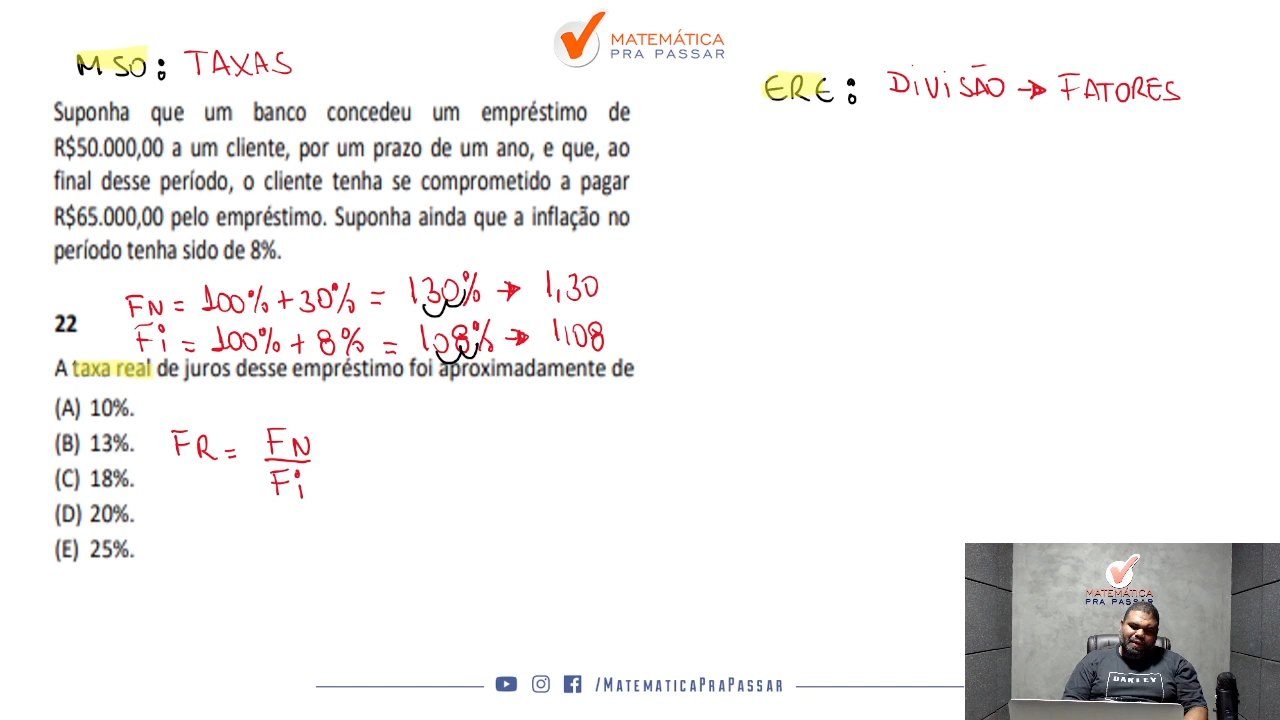 MATEMÁTICA
PRA PASSAR
MSO: TAXAS
ERE: DIVISÃO → FATORES
Suponha que um banco concedeu um empréstimo de
R$50.000,00 a um cliente, por um prazo de um ano, e que, ao
final desse período, o cliente tenha se comprometido a pagar
R$65.000,00 pelo empréstimo. Suponha ainda que a inflação no
período tenha sido de 8%.
FN = 100% + 30% = 130% → 1,30
22
Fi = 100% + 8% = 108% → 1,08
A taxa real de juros desse empréstimo foi aproximadamente de
(A) 10%.
(B) 13%.
(C) 18%.
(D) 20%.
(E) 25%.
FR = FN
Fi
MATEMÁTICA
PRA PASSAR
OAKLEY
/MATEMATICAPRAPASSAR